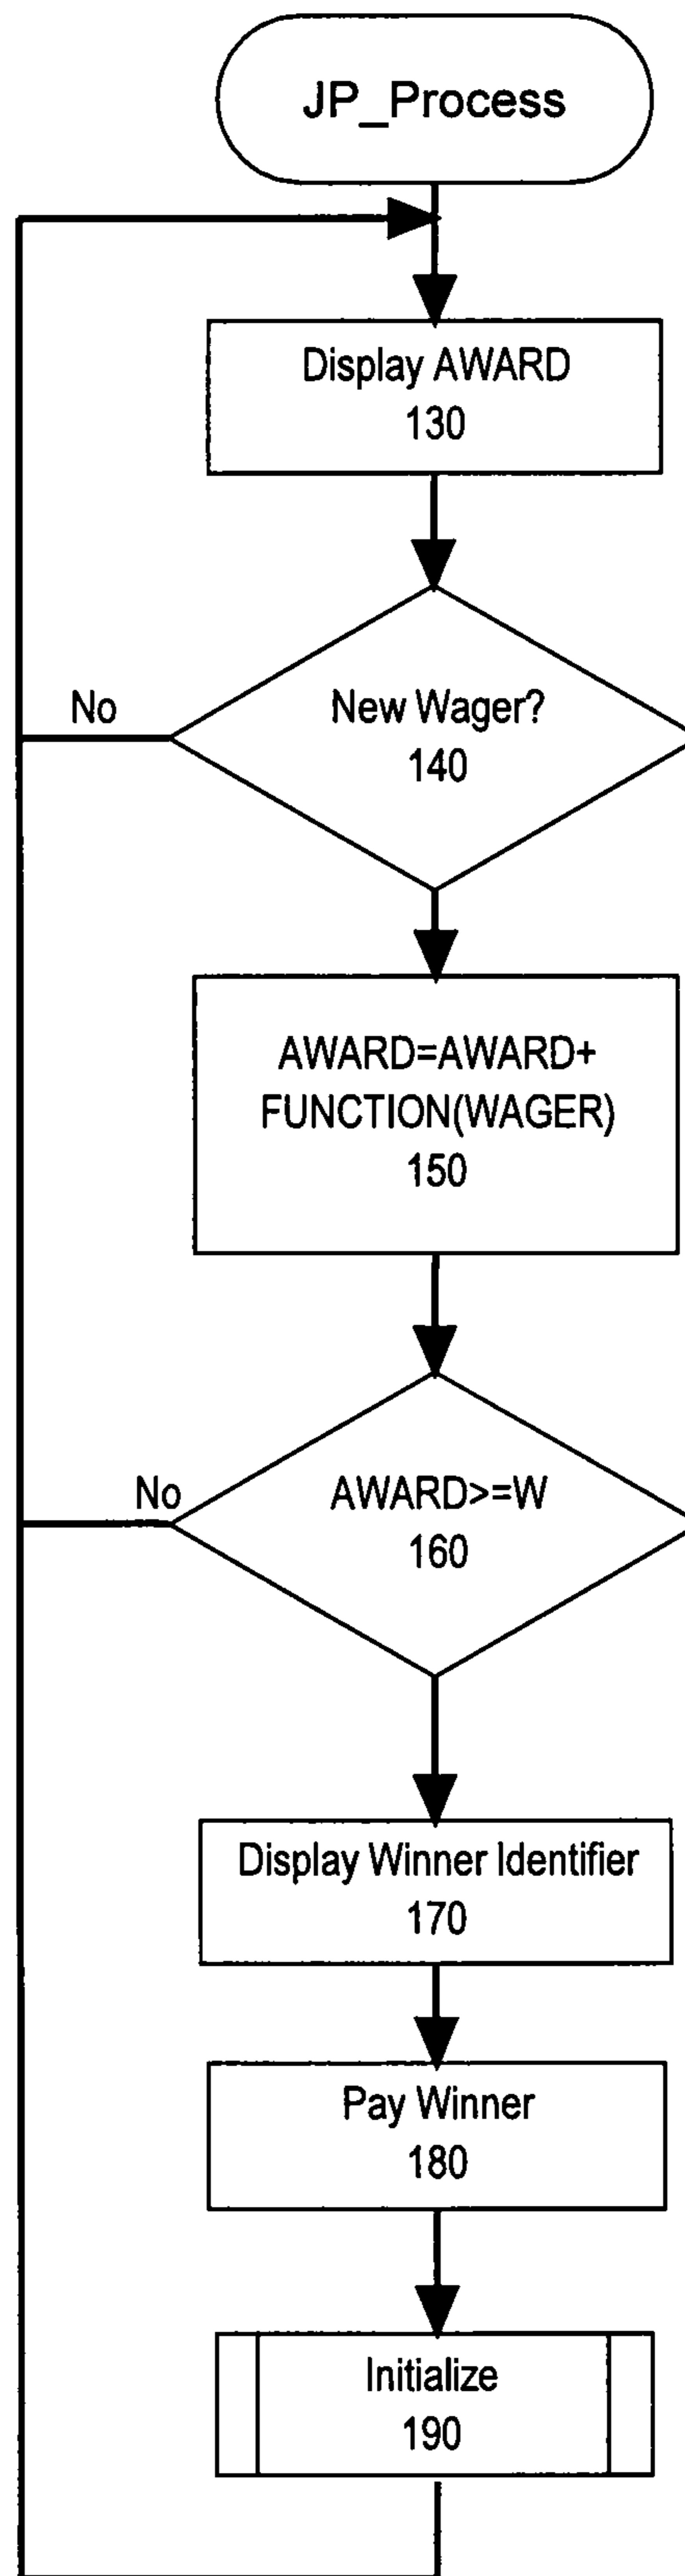 JP_Process
Display AWARD
130
No
New Wager?
140
AWARD=AWARD+
FUNCTION(WAGER)
150
No
AWARD>=W
160
Display Winner Identifier
170
Pay Winner
180
Initialize
190